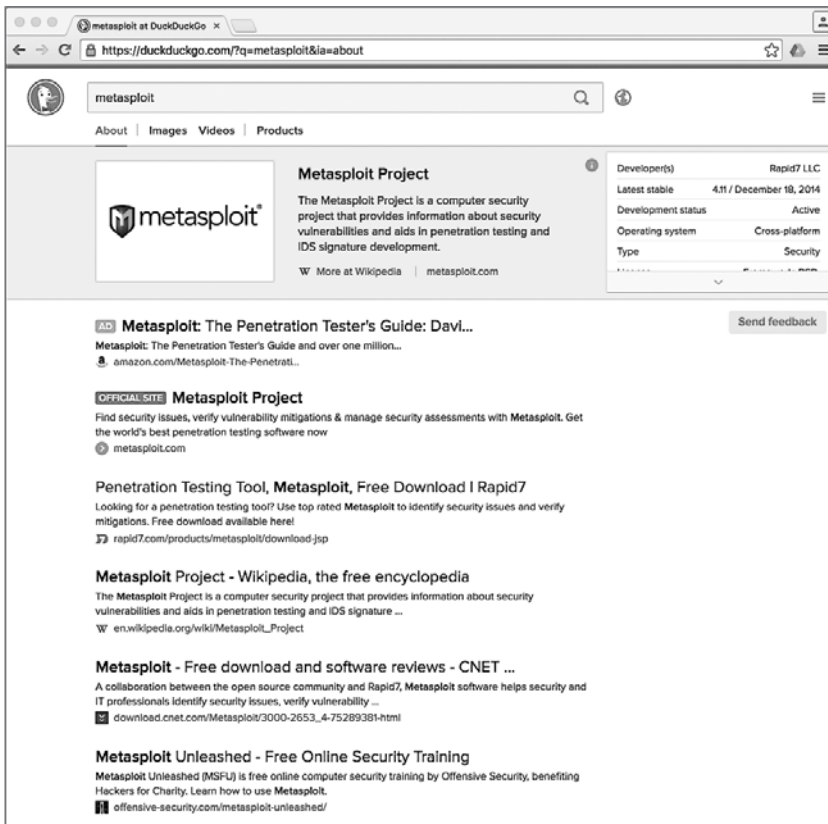 metasploit at DuckDuckGo ×
https://duckduckgo.com/?q=metasploit&ia=about
metasploit
About | Images Videos | Products
metasploit®
Metasploit Project
The Metasploit Project is a computer security
project that provides information about security
vulnerabilities and aids in penetration testing and
IDS signature development.
W More at Wikipedia | metasploit.com
Developer(s) Rapid7 LLC
Latest stable 4.11 / December 18, 2014
Development status Active
Operating system Cross-platform
Type Security
Send feedback
AD Metasploit: The Penetration Tester's Guide: Davi...
Metasploit: The Penetration Tester's Guide and over one million...
a amazon.com/Metasploit-The-Penetrati...
OFFICIAL SITE Metasploit Project
Find security issues, verify vulnerability mitigations & manage security assessments with Metasploit. Get
the world's best penetration testing software now
metasploit.com
Penetration Testing Tool, Metasploit, Free Download | Rapid7
Looking for a penetration testing tool? Use top rated Metasploit to identify security issues and verify
mitigations. Free download available here!
rapid7.com/products/metasploit/download-jsp
Metasploit Project - Wikipedia, the free encyclopedia
The Metasploit Project is a computer security project that provides information about security
vulnerabilities and aids in penetration testing and IDS signature ...
W en.wikipedia.org/wiki/Metasploit_Project
Metasploit - Free download and software reviews - CNET ...
A collaboration between the open source community and Rapid7, Metasploit software helps security and
IT professionals identify security issues, verify vulnerability ...
download.cnet.com/Metasploit/3000-2653_4-75289381-html
Metasploit Unleashed - Free Online Security Training
Metasploit Unleashed (MSFU) is free online computer security training by Offensive Security, benefiting
Hackers for Charity. Learn how to use Metasploit.
offensive-security.com/metasploit-unleashed/